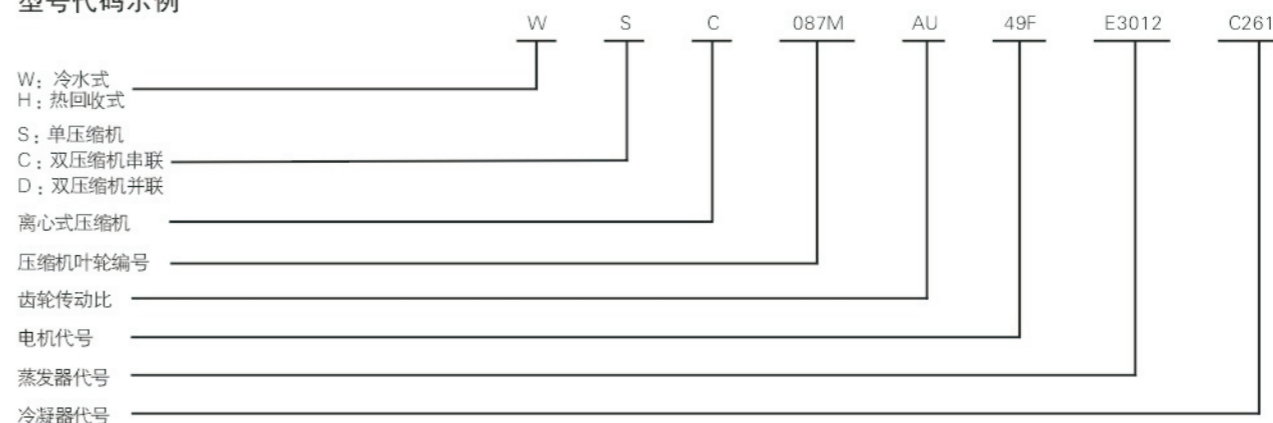 型号代码示例
W S C 087M AU 49F E3012 C261
W：冷水式
H：热回收式
S：单压缩机
C：双压缩机串联
D：双压缩机并联
离心式压缩机
压缩机叶轮编号
齿轮传动比
电机代号
蒸发器代号
冷凝器代号